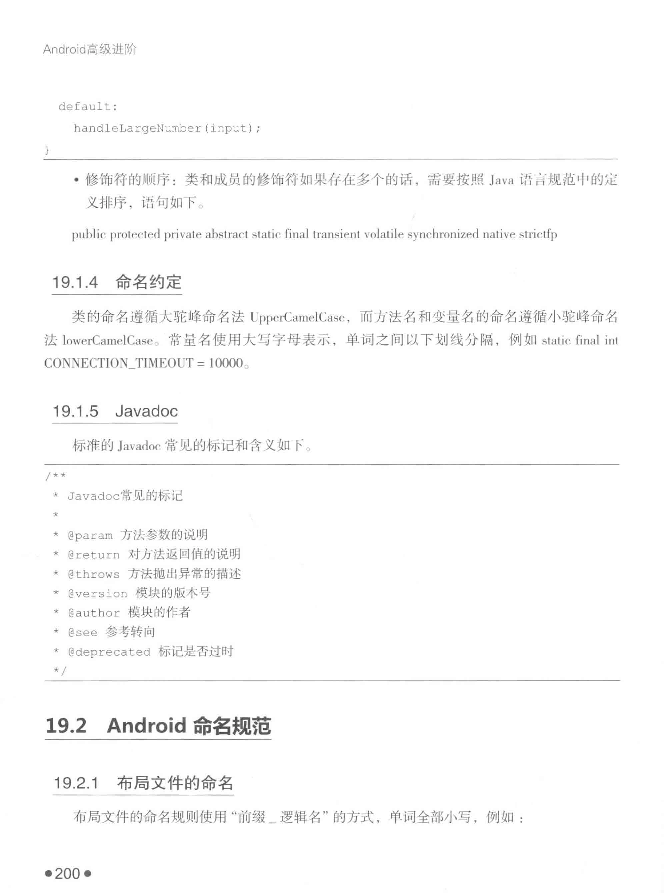 Android高级进阶
default:
handleLargeNumber(input);
}
• 修饰符的顺序：类和成员的修饰符如果存在多个的话，需要按照 Java 语言规范中的定
义排序，语句如下。
public protected private abstract static final transient volatile synchronized native strictfp
19.1.4 命名约定
类的命名遵循大驼峰命名法 UpperCamelCase，而方法名和变量名的命名遵循小驼峰命名
法 lowerCamelCase。常量名使用大写字母表示，单词之间以下划线分隔，例如 static final int
CONNECTION_TIMEOUT = 10000。
19.1.5 Javadoc
标准的 Javadoc 常见的标记和含义如下。
/**
* Javadoc常见的标记
*
* @param 方法参数的说明
* @return 对方法返回值的说明
* @throws 方法抛出异常的描述
* @version 模块的版本号
* @author 模块的作者
* @see 参考转向
* @deprecated 标记是否过时
*/
19.2 Android 命名规范
19.2.1 布局文件的命名
布局文件的命名规则使用“前缀 _ 逻辑名”的方式，单词全部小写，例如：
●200●